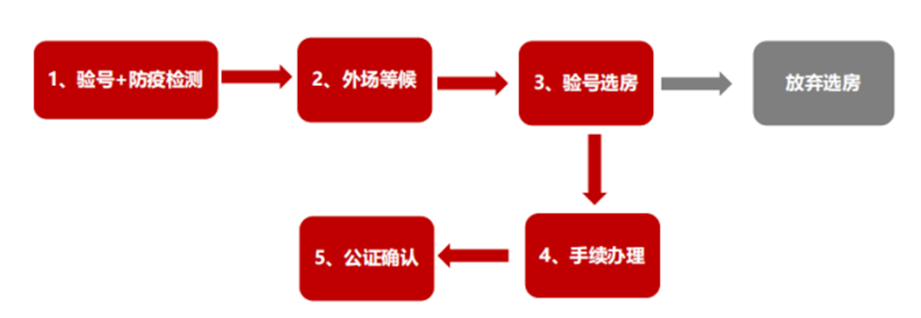 1、验号+防疫检测
2、外场等候
3、验号选房
放弃选房
4、手续办理
5、公证确认